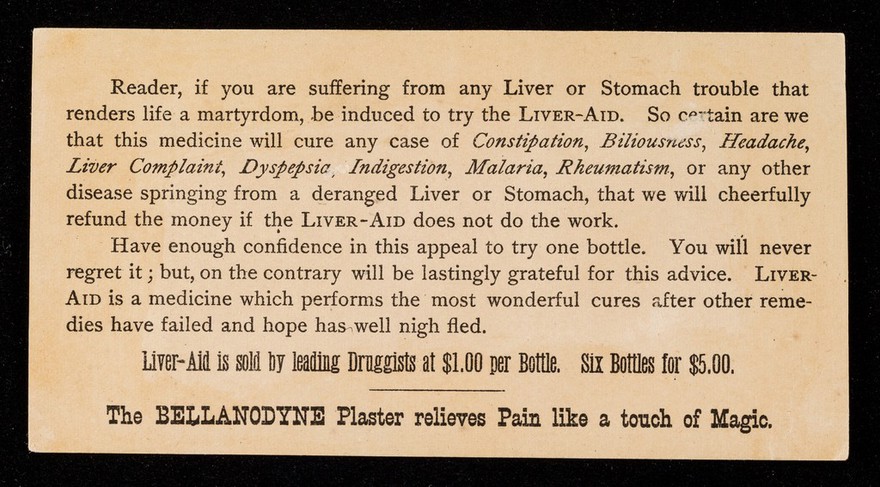 Reader, if you are suffering from any Liver or Stomach trouble that
renders life a martyrdom, be induced to try the LIVER-AID. So certain are we
that this medicine will cure any case of Constipation, Biliousness, Headache,
Liver Complaint, Dyspepsia, Indigestion, Malaria, Rheumatism, or any other
disease springing from a deranged Liver or Stomach, that we will cheerfully
refund the money if the LIVER-AID does not do the work.
Have enough confidence in this appeal to try one bottle. You will never
regret it; but, on the contrary will be lastingly grateful for this advice. LIVER-
AID is a medicine which performs the most wonderful cures after other reme-
dies have failed and hope has well nigh fled.
Liver-Aid is sold by leading Druggists at $1.00 per Bottle. Six Bottles for $5.00.
The BELLANODYNE Plaster relieves Pain like a touch of Magic.